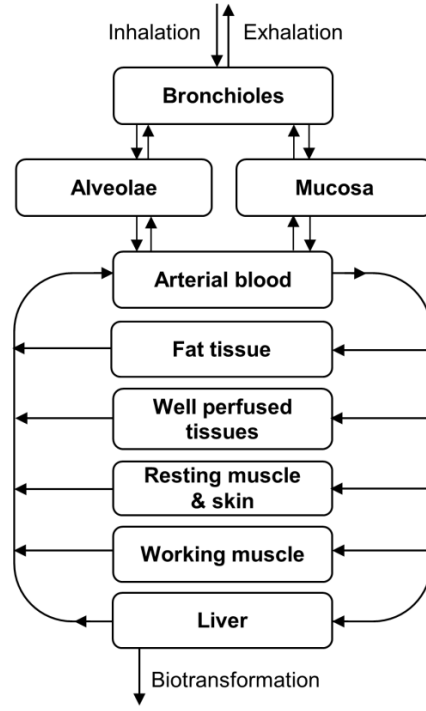 Inhalation Exhalation
Bronchioles
Alveolae Mucosa
Arterial blood
Fat tissue
Well perfused
tissues
Resting muscle
& skin
Working muscle
Liver
Biotransformation